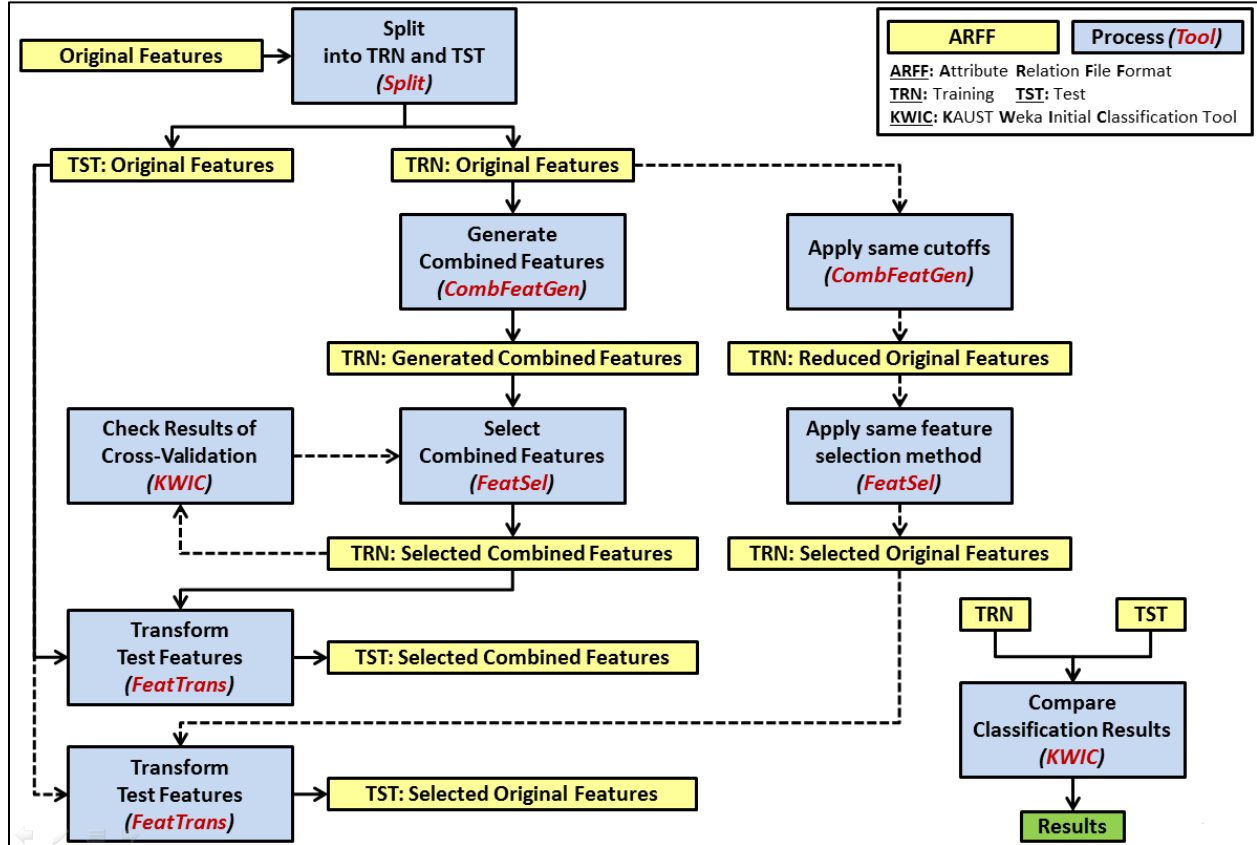 Original Features
Split
into TRN and TST
(Split)
ARFF
Process (Tool)
ARFF: Attribute Relation File Format
TRN: Training TST: Test
KWIC: KAUST Weka Initial Classification Tool
TST: Original Features
TRN: Original Features
Generate
Combined Features
(CombFeatGen)
Apply same cutoffs
(CombFeatGen)
TRN: Generated Combined Features
TRN: Reduced Original Features
Check Results of
Cross-Validation
(KWIC)
Select
Combined Features
(FeatSel)
Apply same feature
selection method
(FeatSel)
TRN: Selected Combined Features
TRN: Selected Original Features
Transform
Test Features
(FeatTrans)
TST: Selected Combined Features
TRN
TST
Compare
Classification Results
(KWIC)
Transform
Test Features
(FeatTrans)
TST: Selected Original Features
Results